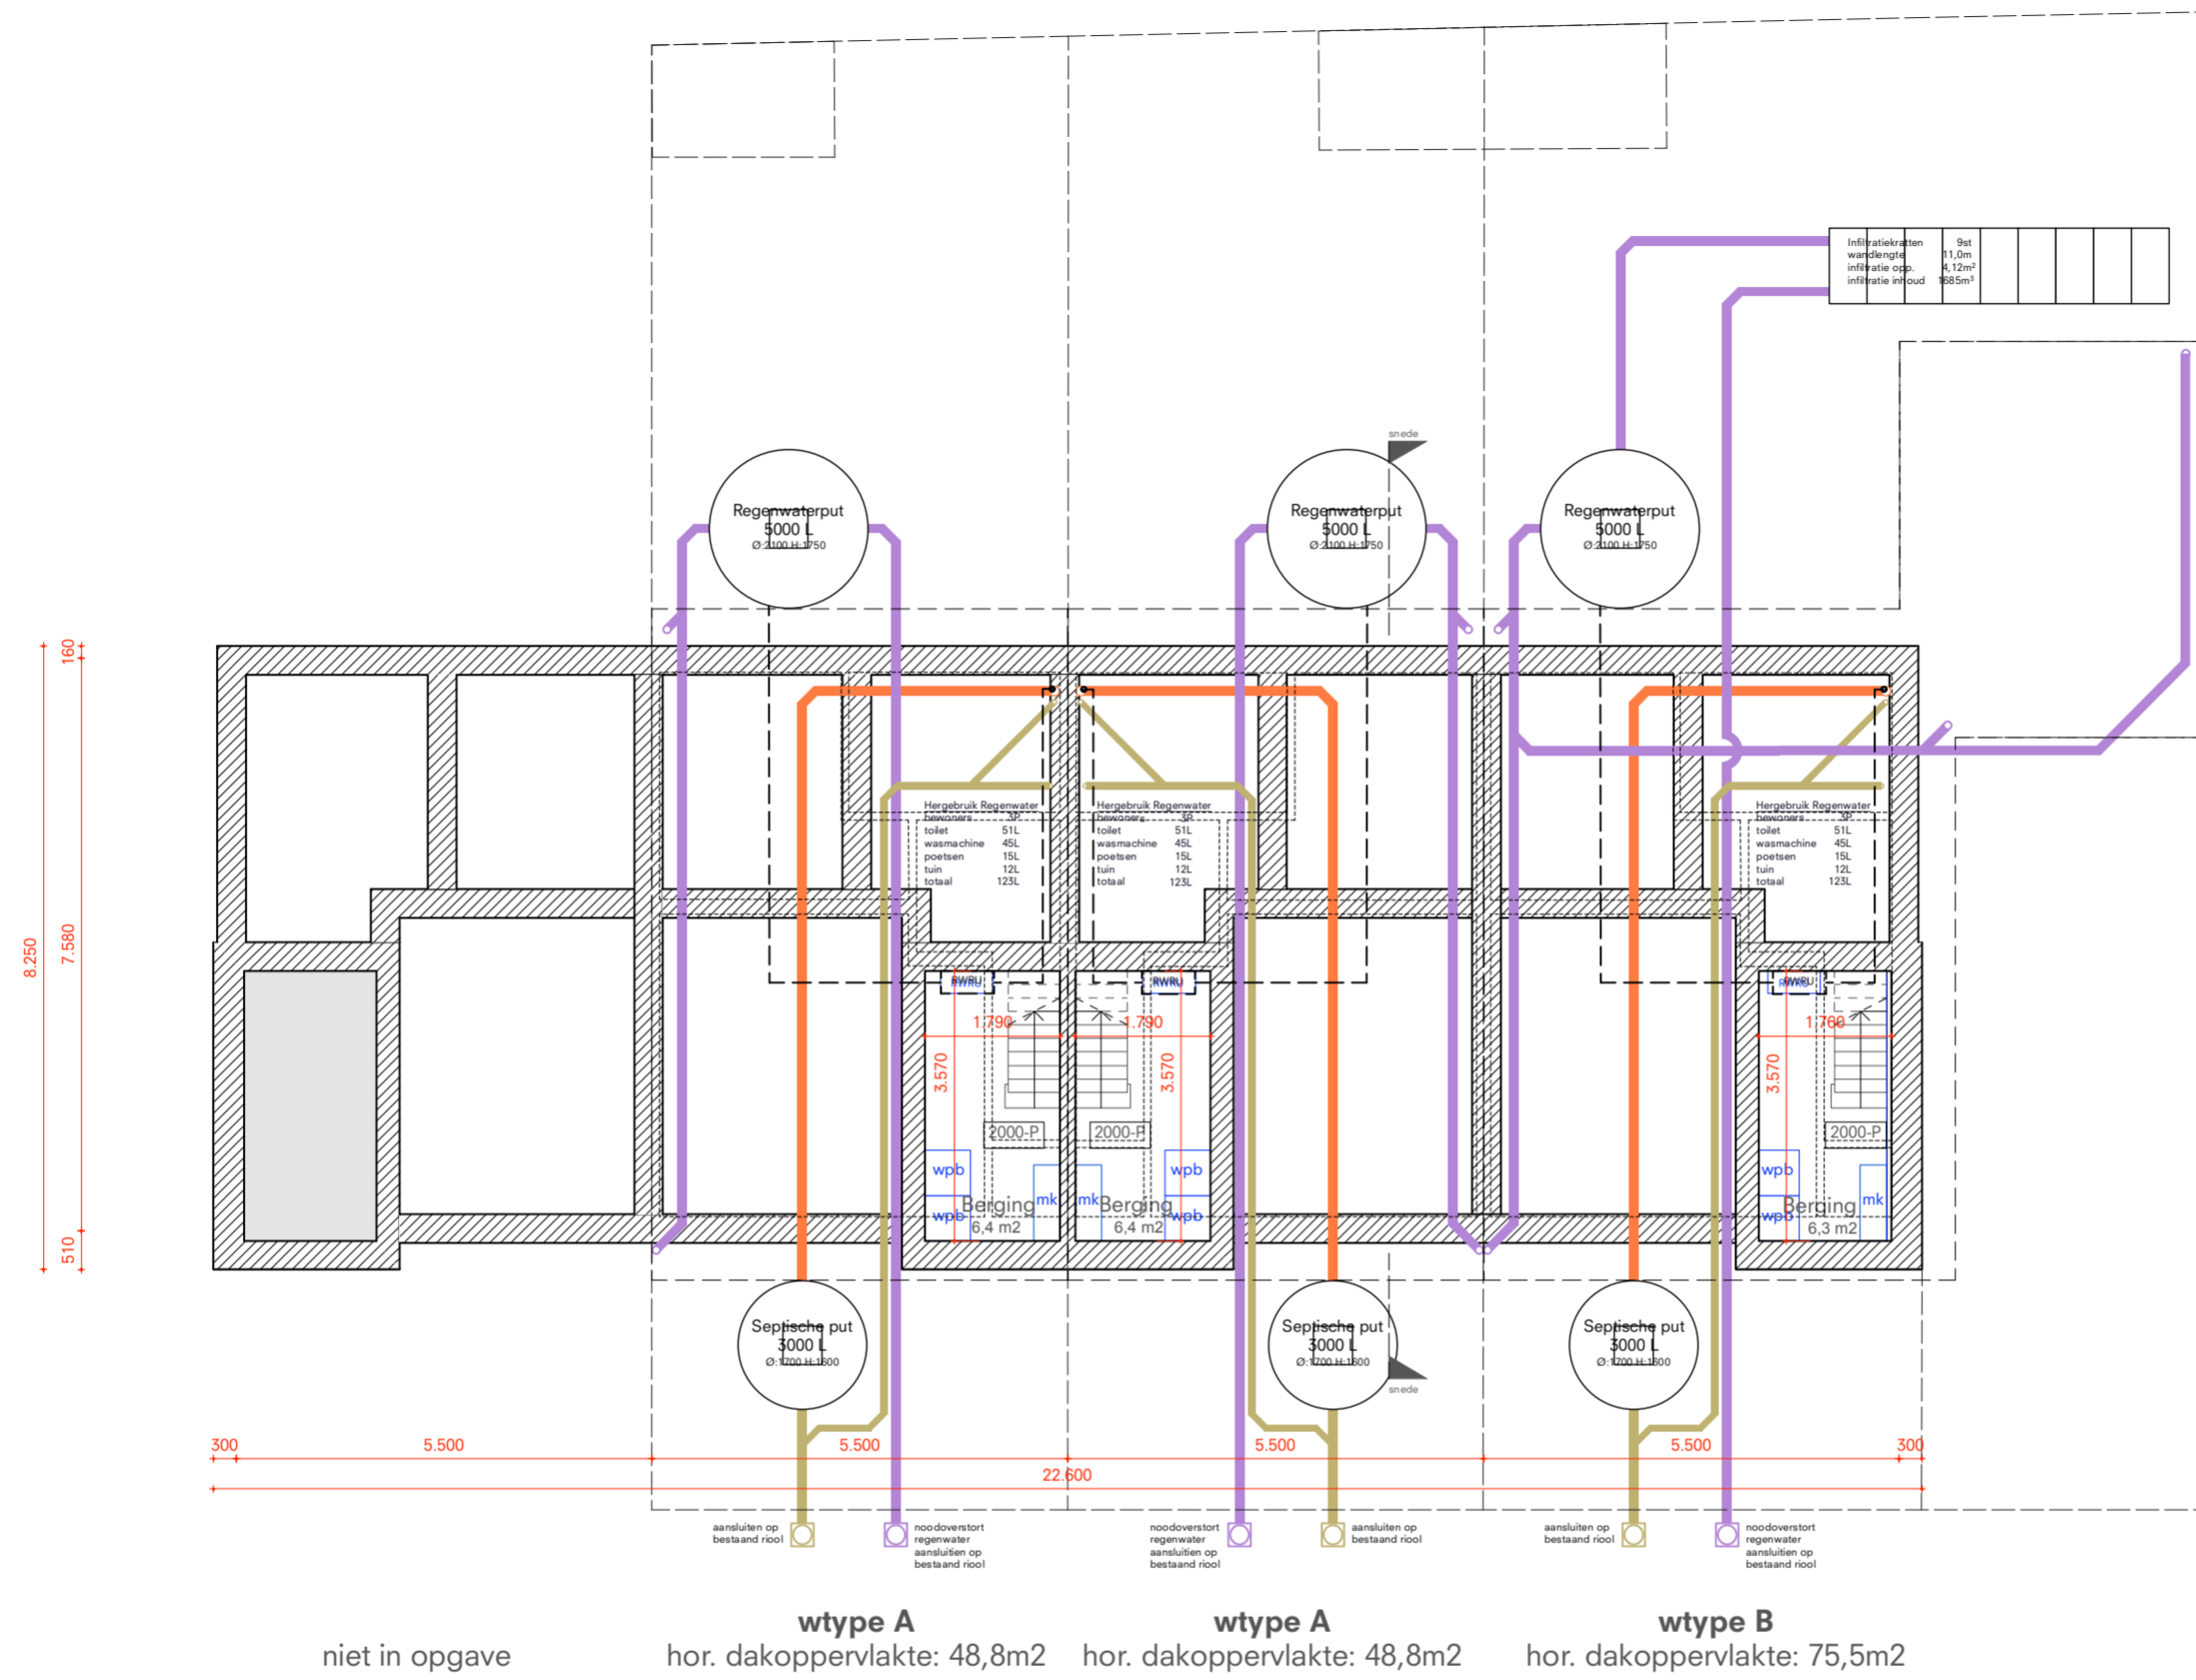 Infiltratiekratten 9st
wandlengte 11,0m
infiltratie opp. 4,12m²
infiltratie inhoud 1685m³
snede
Regenwaterput
5000 L
Ø:2100 H:1750
Regenwaterput
5000 L
Ø:2100 H:1750
Regenwaterput
5000 L
Ø:2100 H:1750
160
7.580
8.250
510
Hergebruik Regenwater
bewoners 3P
toilet 51L
wasmachine 45L
poetsen 15L
tuin 12L
totaal 123L
Hergebruik Regenwater
bewoners 3P
toilet 51L
wasmachine 45L
poetsen 15L
tuin 12L
totaal 123L
Hergebruik Regenwater
bewoners 3P
toilet 51L
wasmachine 45L
poetsen 15L
tuin 12L
totaal 123L
RWRU
RWRU
RWRU
1.790
1.790
1.760
3.570
3.570
3.570
2000-P
2000-P
2000-P
wpb
wpb
mk
Berging
6,4 m2
mk
wpb
wpb
Berging
6,4 m2
wpb
wpb
mk
Berging
6,3 m2
Septische put
3000 L
Ø:1700 H:1600
Septische put
3000 L
Ø:1700 H:1600
Septische put
3000 L
Ø:1700 H:1600
snede
300
5.500
5.500
5.500
5.500
300
22.600
aansluiten op
bestaand riool
noodoverstort
regenwater
aansluitien op
bestaand riool
noodoverstort
regenwater
aansluitien op
bestaand riool
aansluiten op
bestaand riool
aansluiten op
bestaand riool
noodoverstort
regenwater
aansluitien op
bestaand riool
niet in opgave
wtype A
hor. dakoppervlakte: 48,8m2
wtype A
hor. dakoppervlakte: 48,8m2
wtype B
hor. dakoppervlakte: 75,5m2